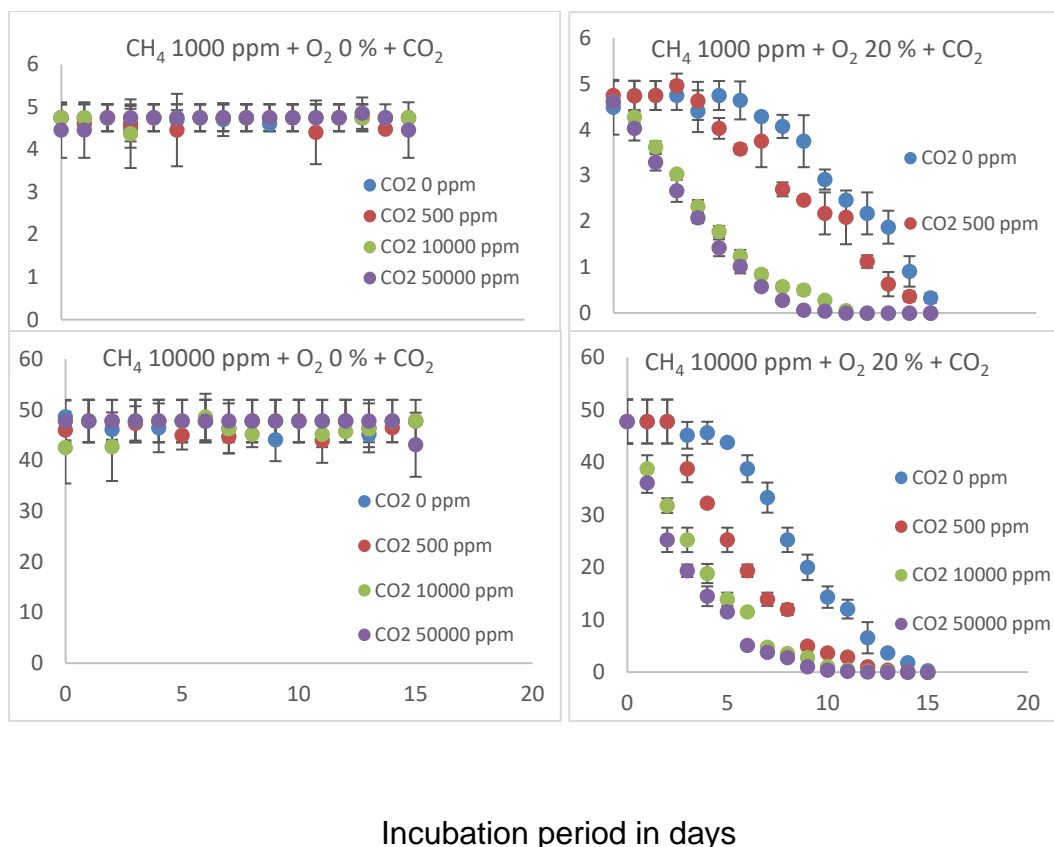 CH₄ 1000 ppm + O₂ 0 % + CO₂
6
5
4
3
2
1
0
CO2 0 ppm
CO2 500 ppm
CO2 10000 ppm
CO2 50000 ppm
CH₄ 1000 ppm + O₂ 20 % + CO₂
6
5
4
3
2
1
0
CO2 0 ppm
CO2 500 ppm
CH₄ 10000 ppm + O₂ 0 % + CO₂
60
50
40
30
20
10
0
0 5 10 15 20
CO2 0 ppm
CO2 500 ppm
CO2 10000 ppm
CO2 50000 ppm
CH₄ 10000 ppm + O₂ 20 % + CO₂
60
50
40
30
20
10
0
0 5 10 15 20
CO2 0 ppm
CO2 500 ppm
CO2 10000 ppm
CO2 50000 ppm
Incubation period in days